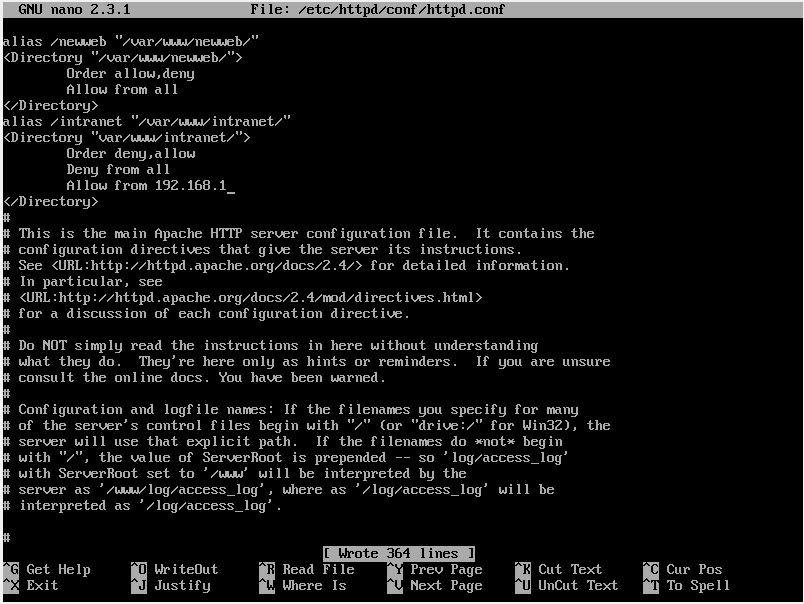 GNU nano 2.3.1 File: /etc/httpd/conf/httpd.conf
alias /newweb "/var/www/newweb/"
<Directory "/var/www/newweb/">
Order allow,deny
Allow from all
</Directory>
alias /intranet "/var/www/intranet/"
<Directory "var/www/intranet/">
Order deny,allow
Deny from all
Allow from 192.168.1_
</Directory>
#
# This is the main Apache HTTP server configuration file.  It contains the
# configuration directives that give the server its instructions.
# See <URL:http://httpd.apache.org/docs/2.4/> for detailed information.
# In particular, see
# <URL:http://httpd.apache.org/docs/2.4/mod/directives.html>
# for a discussion of each configuration directive.
#
# Do NOT simply read the instructions in here without understanding
# what they do.  They're here only as hints or reminders.  If you are unsure
# consult the online docs. You have been warned.
#
# Configuration and logfile names: If the filenames you specify for many
# of the server's control files begin with "/" (or "drive:/" for Win32), the
# server will use that explicit path.  If the filenames do *not* begin
# with "/", the value of ServerRoot is prepended -- so 'log/access_log'
# with ServerRoot set to '/www' will be interpreted by the
# server as '/www/log/access_log', where as '/log/access_log' will be
# interpreted as '/log/access_log'.
#
[ Wrote 364 lines ]
^G Get Help ^O WriteOut ^R Read File ^Y Prev Page ^K Cut Text ^C Cur Pos
^X Exit ^J Justify ^W Where Is ^V Next Page ^U UnCut Text ^T To Spell